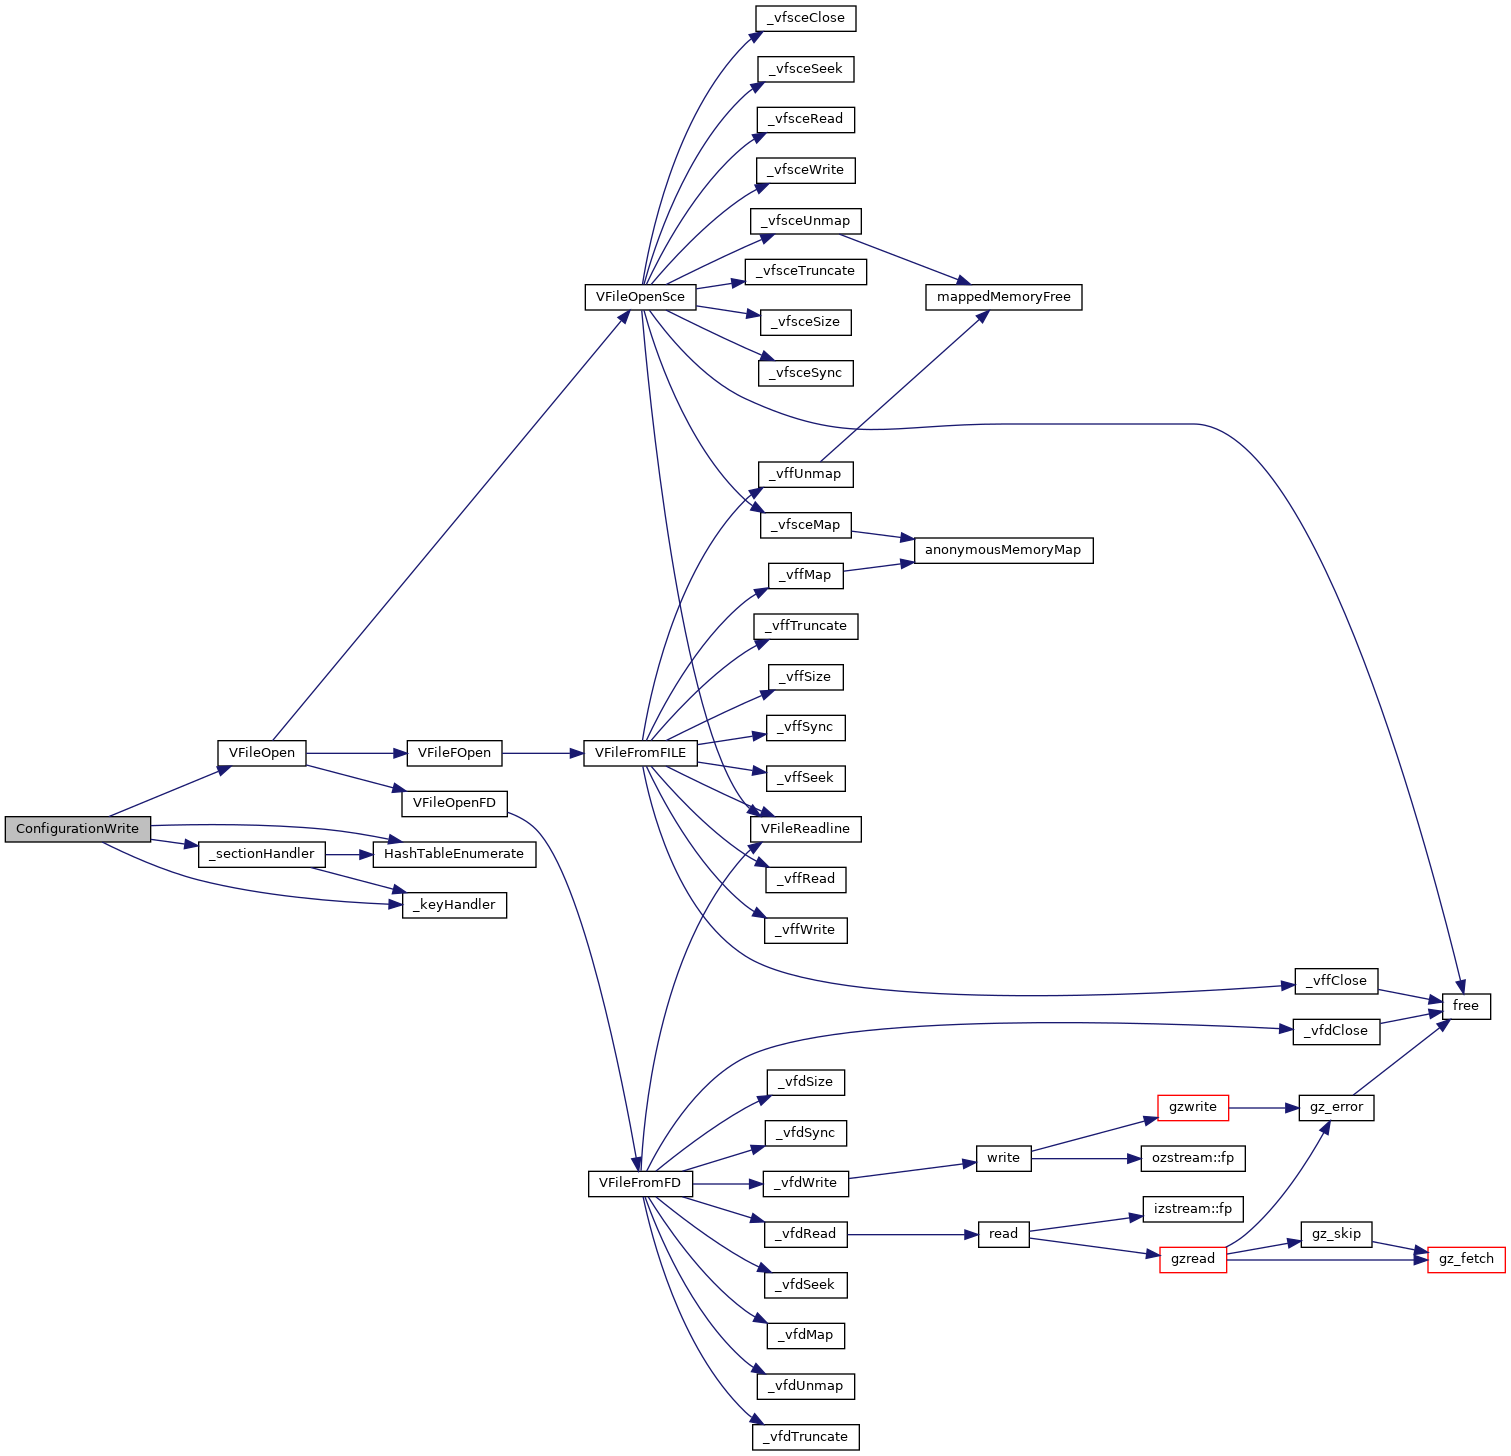 _vfsceClose
_vfsceSeek
_vfsceRead
_vfsceWrite
_vfsceUnmap
_vfsceTruncate
VFileOpenSce
mappedMemoryFree
_vfsceSize
_vfsceSync
_vffUnmap
_vfsceMap
anonymousMemoryMap
_vffMap
_vffTruncate
_vffSize
_vffSync
VFileOpen
VFileFOpen
VFileFromFILE
_vffSeek
VFileOpenFD
ConfigurationWrite
VFileReadline
_sectionHandler
HashTableEnumerate
_vffRead
_keyHandler
_vffWrite
_vffClose
free
_vfdClose
_vfdSize
gzwrite
gz_error
_vfdSync
write
ozstream::fp
VFileFromFD
_vfdWrite
izstream::fp
_vfdRead
read
gz_skip
gzread
gz_fetch
_vfdSeek
_vfdMap
_vfdUnmap
_vfdTruncate